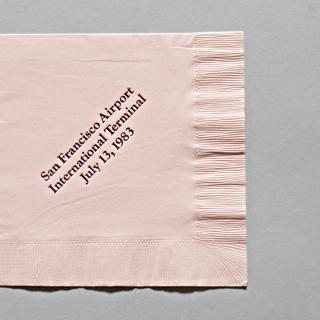 San Francisco Airport
International Terminal
July 13, 1983